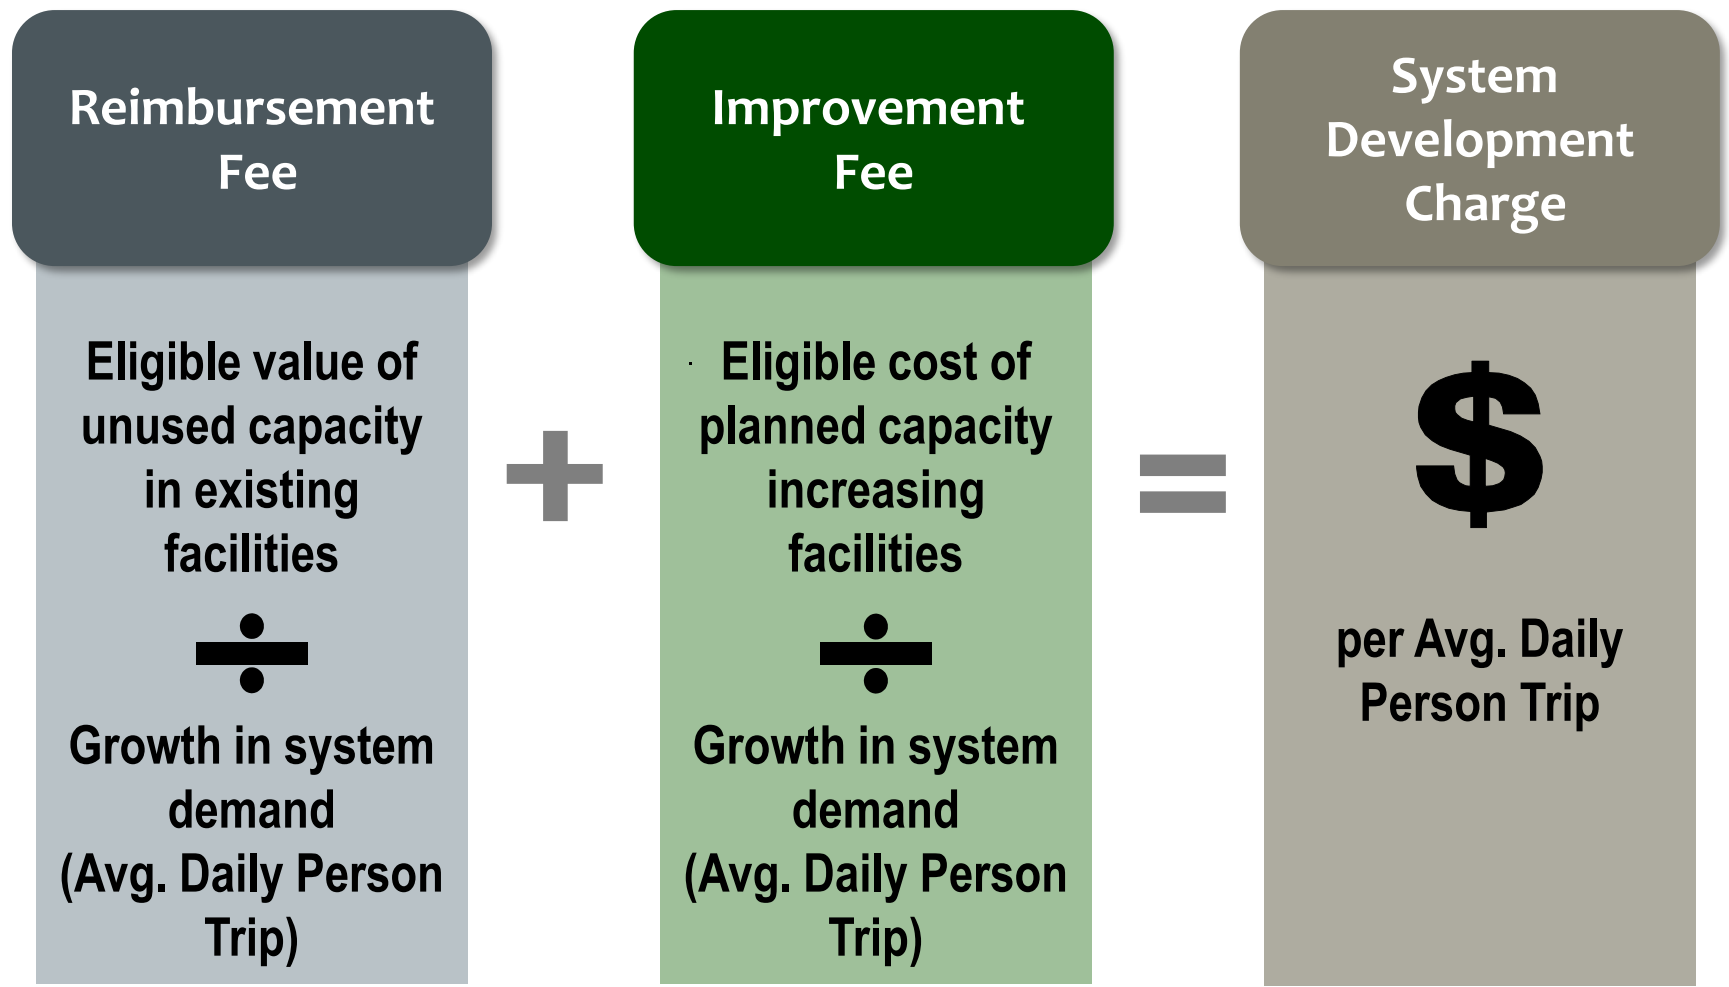 Reimbursement
Fee
Eligible value of
unused capacity
in existing
facilities
÷
Growth in system
demand
(Avg. Daily Person
Trip)
+
Improvement
Fee
Eligible cost of
planned capacity
increasing
facilities
÷
Growth in system
demand
(Avg. Daily Person
Trip)
=
System
Development
Charge
$
per Avg. Daily
Person Trip